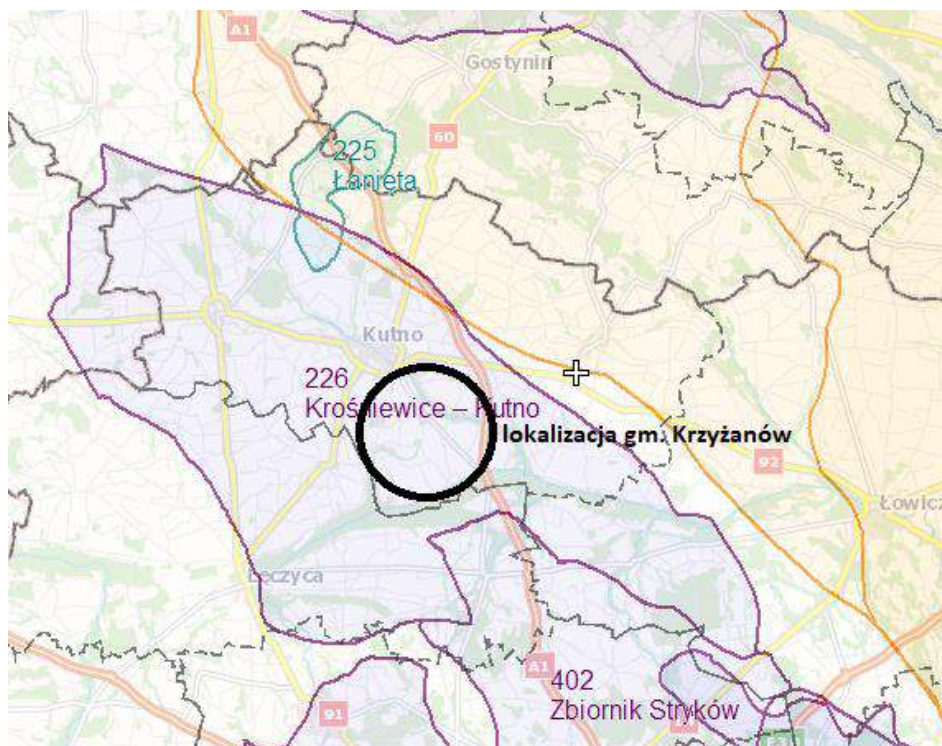 A1
Gostynin
60
225
Łanięta
Kutno
226
Krośniewice – Kutno
lokalizacja gm. Krzyżanów
92
Łowicz
Łęczyca
A1
402
Zbiornik Stryków
91